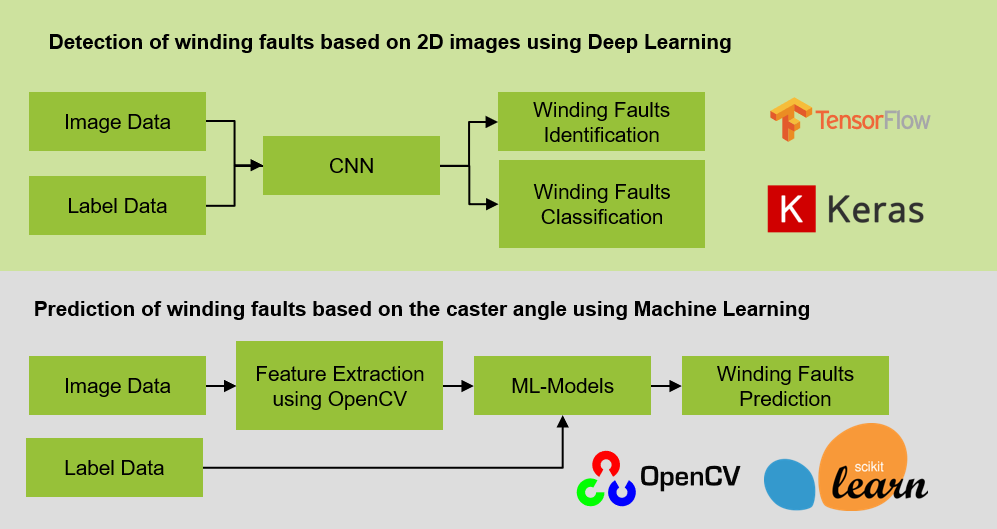 Detection of winding faults based on 2D images using Deep Learning
Image Data
Label Data
CNN
Winding Faults
Identification
Winding Faults
Classification
TensorFlow
K Keras
Prediction of winding faults based on the caster angle using Machine Learning
Image Data
Feature Extraction
using OpenCV
ML-Models
Winding Faults
Prediction
Label Data
OpenCV
scikit
learn